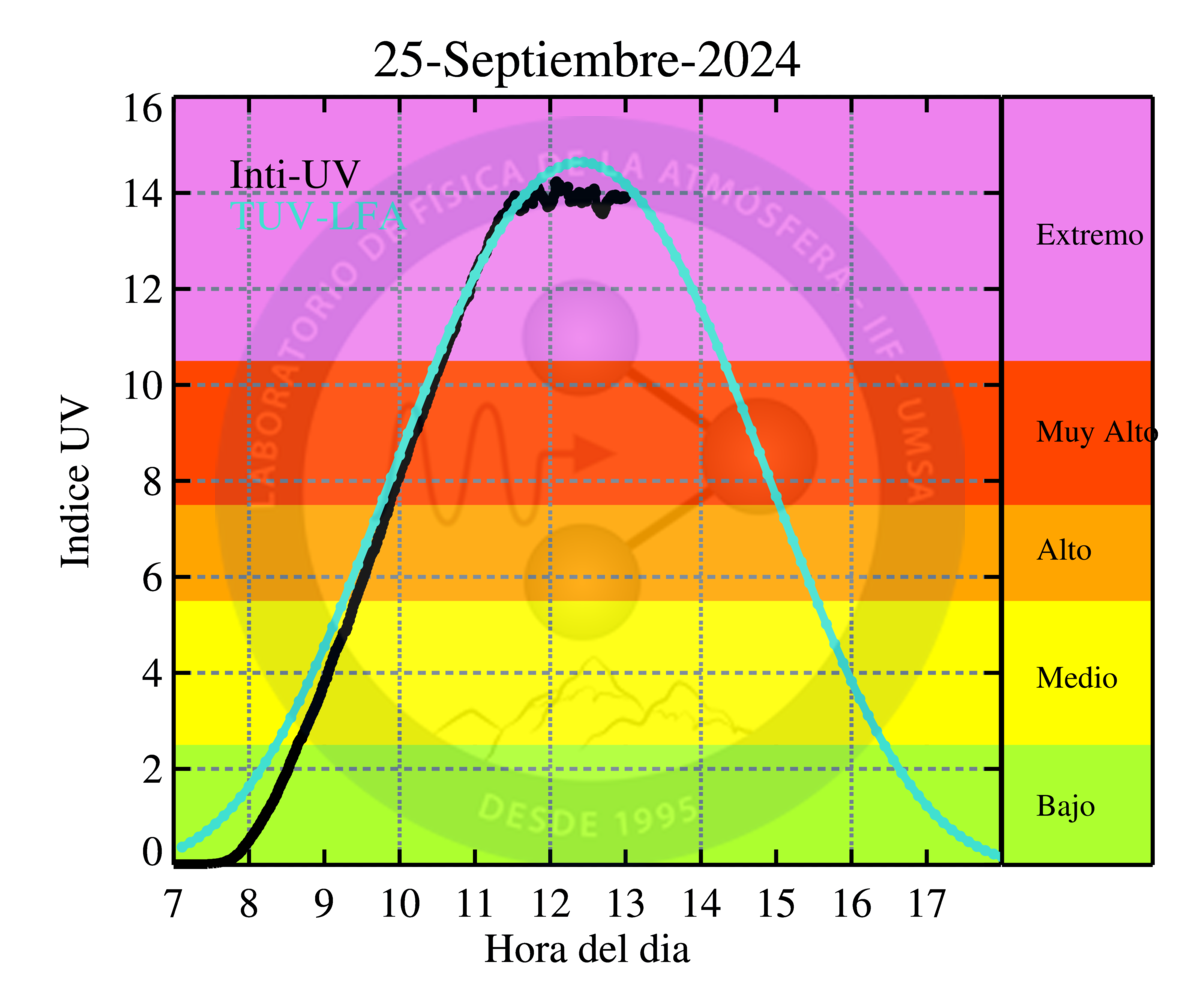 25-Septiembre-2024
16
14
12
10
8
6
4
2
0
Indice UV
Inti-UV
TUV-LFA
LABORATORIO DE FÍSICA DE LA ATMÓSFERA - IIF - UMSA
DESDE 1995
Extremo
Muy Alto
Alto
Medio
Bajo
7 8 9 10 11 12 13 14 15 16 17
Hora del dia